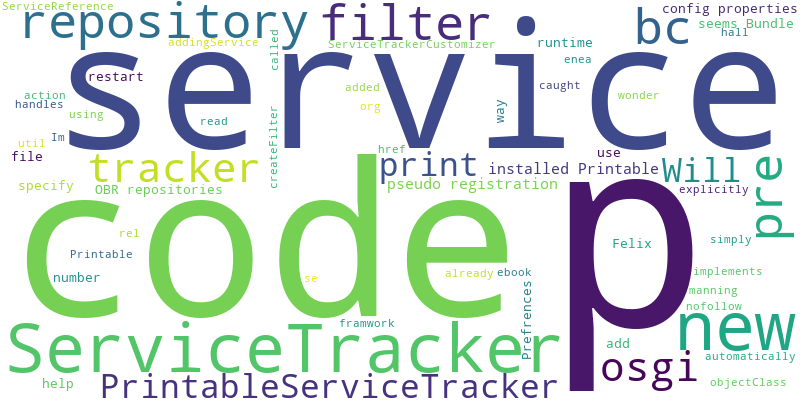 ServiceReference
config properties
repository
filter
bc
seems Bundle
hall
addingService
called
ServiceTrackerCustomizer
runtime
enea
service
restart
action
handles
added
caught
wonder
org
way
using
read
createFilter
util
Im
file
href
use
tracker
print
installed Printable
Will
pre
specify
OBR repositories
pseudo registration
explicitly
code
p
rel
Felix
simply
Printable
number
se
already
ebook
implements
Prefrences
manning
nofollow
framwork
new
ServiceTracker
add
automatically
osgi
help
PrintableServiceTracker
objectClass